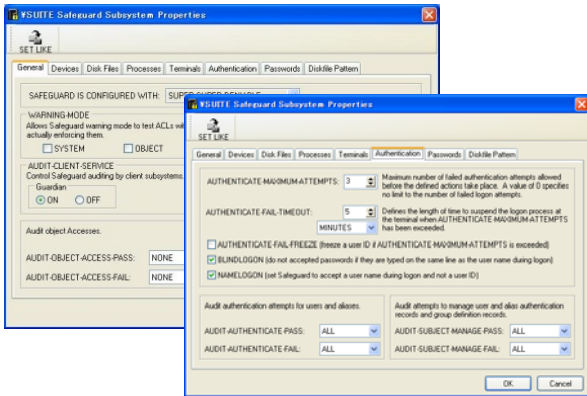 ¥SUITE Safeguard Subsystem Properties
SET LIKE
General Devices Disk Files Processes Terminals Authentication Passwords Diskfile Pattern
SAFEGUARD IS CONFIGURED WITH:
WARNING-MODE
Allows Safeguard warning mode to test ACLs
actually enforcing them.
SYSTEM OBJECT
AUDIT-CLIENT-SERVICE
Control Safeguard auditing by client subsystems.
Guardian
ON OFF
Audit object Accesses.
AUDIT-OBJECT-ACCESS-PASS: NONE
AUDIT-OBJECT-ACCESS-FAIL: NONE
¥SUITE Safeguard Subsystem Properties
SET LIKE
General Devices Disk Files Processes Terminals Authentication Passwords Diskfile Pattern
AUTHENTICATE-MAXIMUM-ATTEMPTS: 3
Maximum number of failed authentication attempts allowed
before the defined actions take place. A value of 0 specifies
no limit to the number of failed logon attempts.
AUTHENTICATE-FAIL-TIMEOUT: 5
MINUTES
Defines the length of time to suspend the logon process at
the terminal when AUTHENTICATE-MAXIMUM-ATTEMPTS
has been exceeded.
AUTHENTICATE-FAIL-FREEZE (freeze a user ID if AUTHENTICATE-MAXIMUM-ATTEMPTS is exceeded)
BLINDLOGON (do not accepted passwords if they are typed on the same line as the user name during logon)
NAMELOGON (set Safeguard to accept a user name during logon and not a user ID)
Audit authentication attempts for users and aliases.
AUDIT-AUTHENTICATE-PASS: ALL
AUDIT-AUTHENTICATE-FAIL: ALL
Audit attempts to manage user and alias authentication
records and group definition records.
AUDIT-SUBJECT-MANAGE-PASS: ALL
AUDIT-SUBJECT-MANAGE-FAIL: ALL
OK Cancel